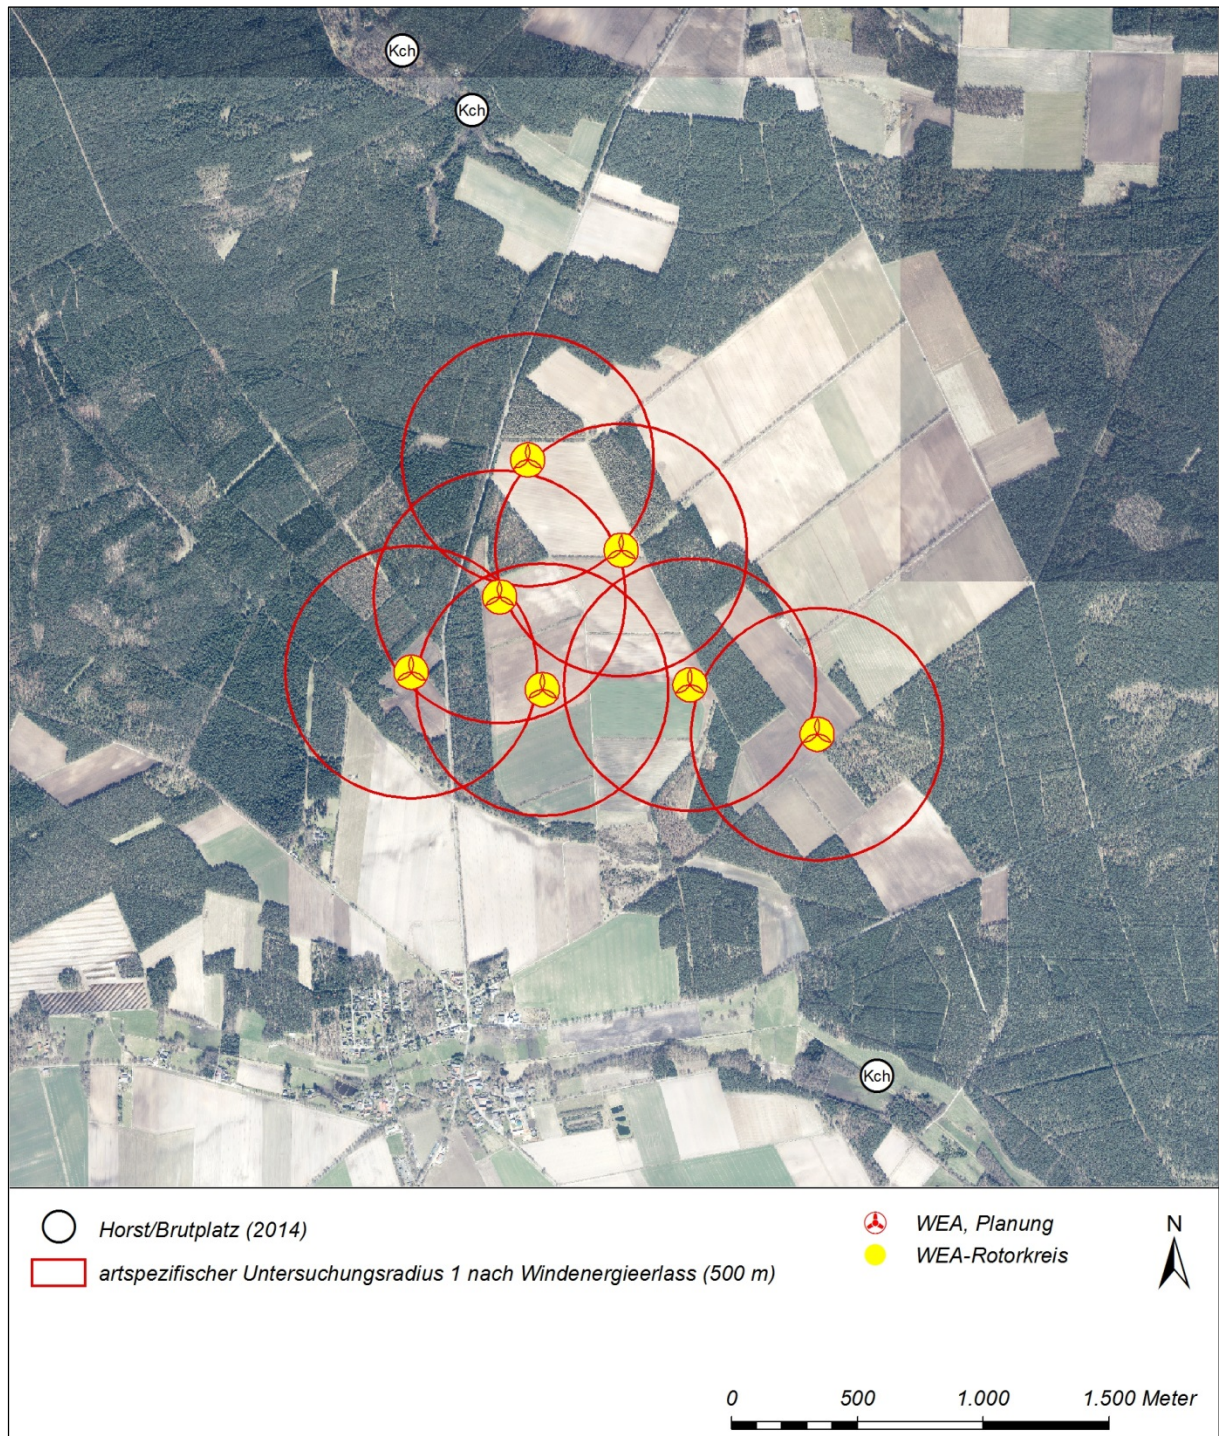 Kch
Kch
Kch
Horst/Brutplatz (2014)
artspezifischer Untersuchungsradius 1 nach Windenergieerlass (500 m)
WEA, Planung
WEA-Rotorkreis
N
0 500 1.000 1.500 Meter